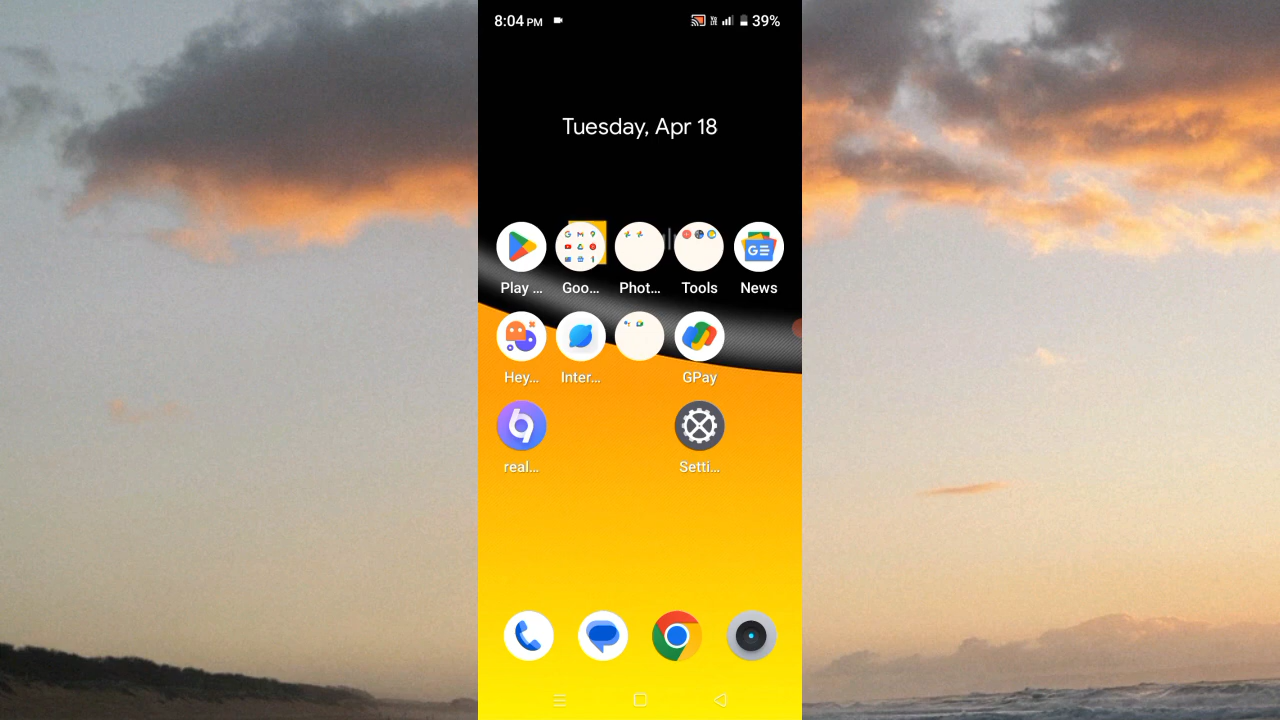 8:04 PM 39%
Tuesday, Apr 18
Play ... Goo... Phot... Tools News
Hey... Inter... GPay
real... Setti...